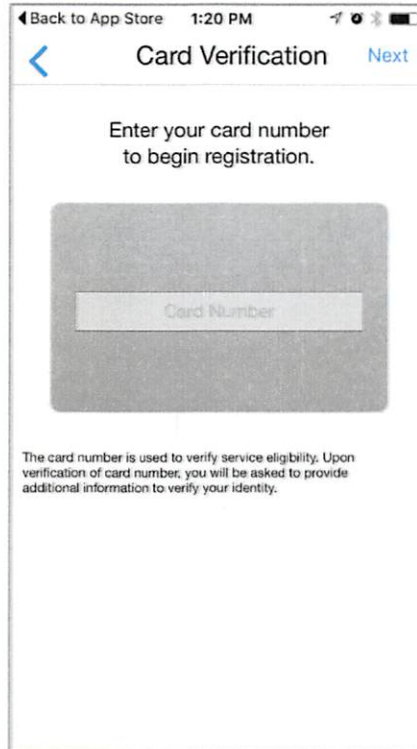 Back to App Store 1:20 PM
Card Verification Next
Enter your card number
to begin registration.
Card Number
The card number is used to verify service eligibility. Upon
verification of card number, you will be asked to provide
additional information to verify your identity.